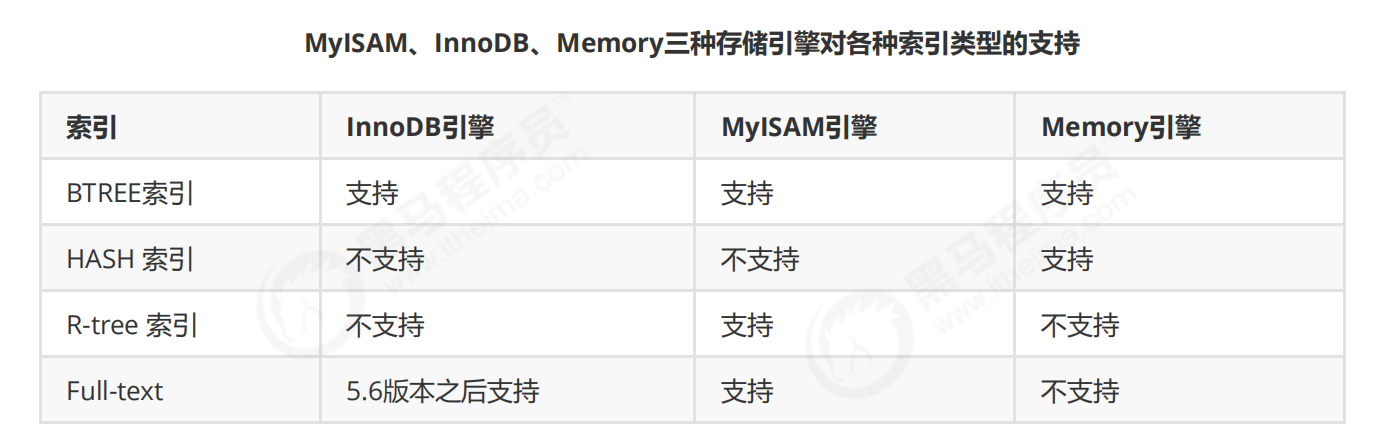 MyISAM、InnoDB、Memory三种存储引擎对各种索引类型的支持
索引 InnoDB引擎 MyISAM引擎 Memory引擎
BTREE索引 支持 支持 支持
HASH 索引 不支持 不支持 支持
R-tree 索引 不支持 支持 不支持
Full-text 5.6版本之后支持 支持 不支持
黑马程序员™
www.itheima.com
黑马程序员™
www.itheima.com